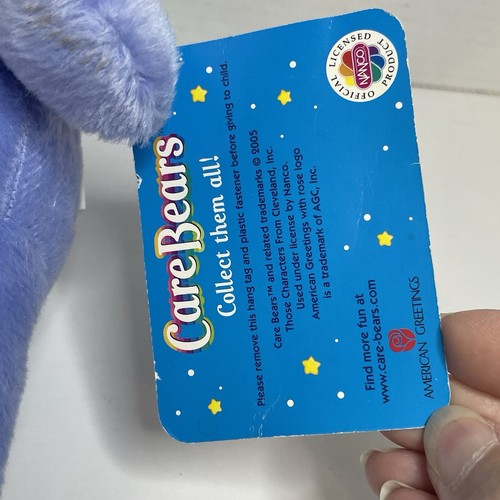 Care Bears™
Collect them all!
Please remove this hang tag and plastic fastener before giving to child.
Care Bears™ and related trademarks © 2005
Those Characters From Cleveland, Inc.
Used under license by Nanco.
American Greetings with rose logo
is a trademark of AGC, Inc.
Find more fun at
www.care-bears.com
AMERICAN GREETINGS
OFFICIAL LICENSED PRODUCT
NANCO